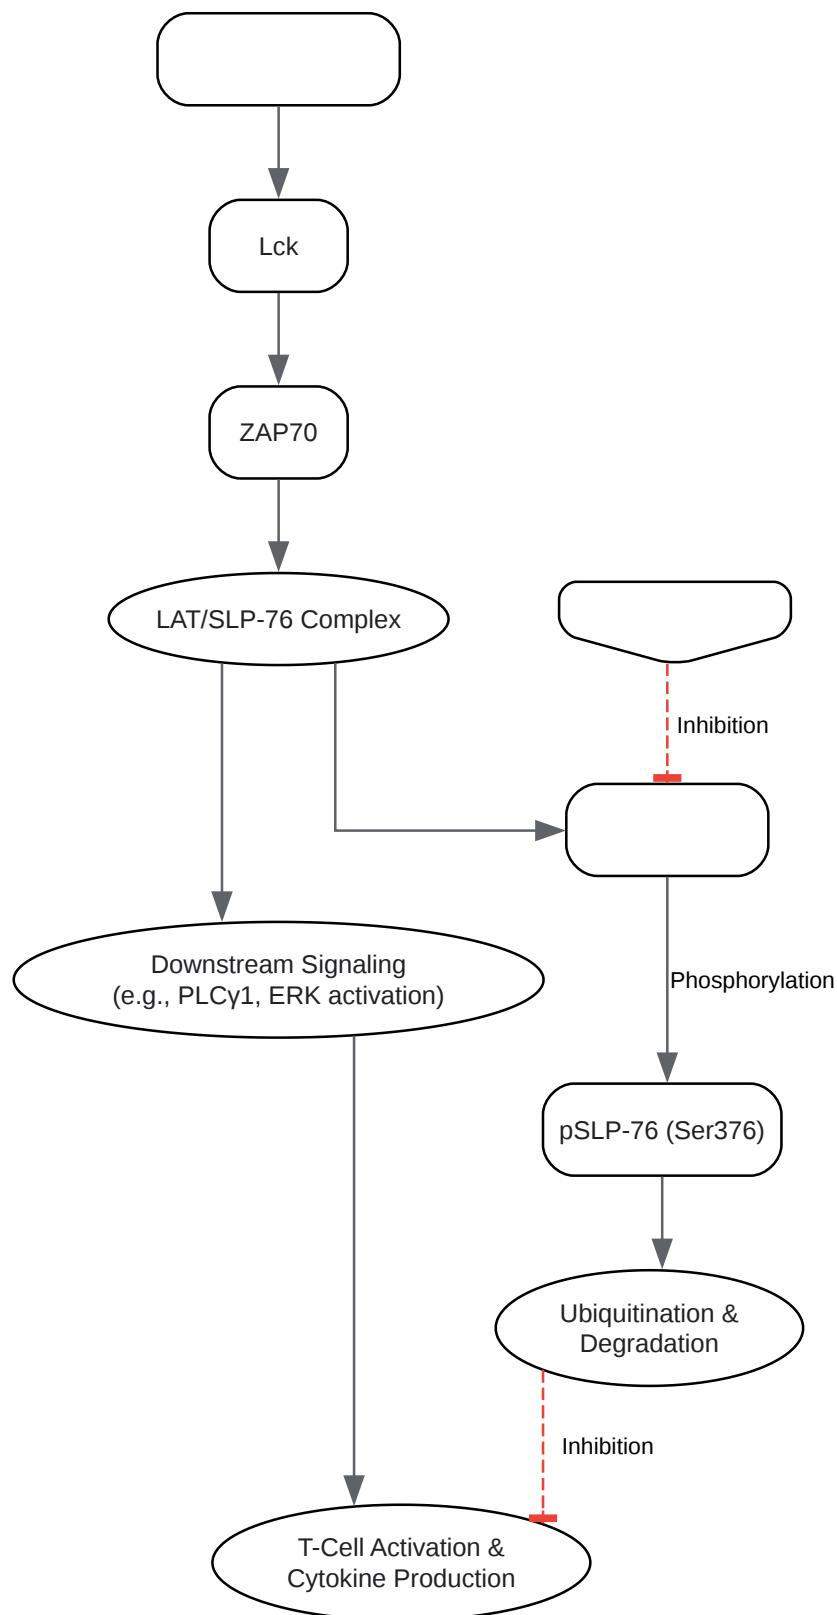 Lck
ZAP70
LAT/SLP-76 Complex
Inhibition
Downstream Signaling
(e.g., PLCγ1, ERK activation)
Phosphorylation
pSLP-76 (Ser376)
Ubiquitination &
Degradation
Inhibition
T-Cell Activation &
Cytokine Production